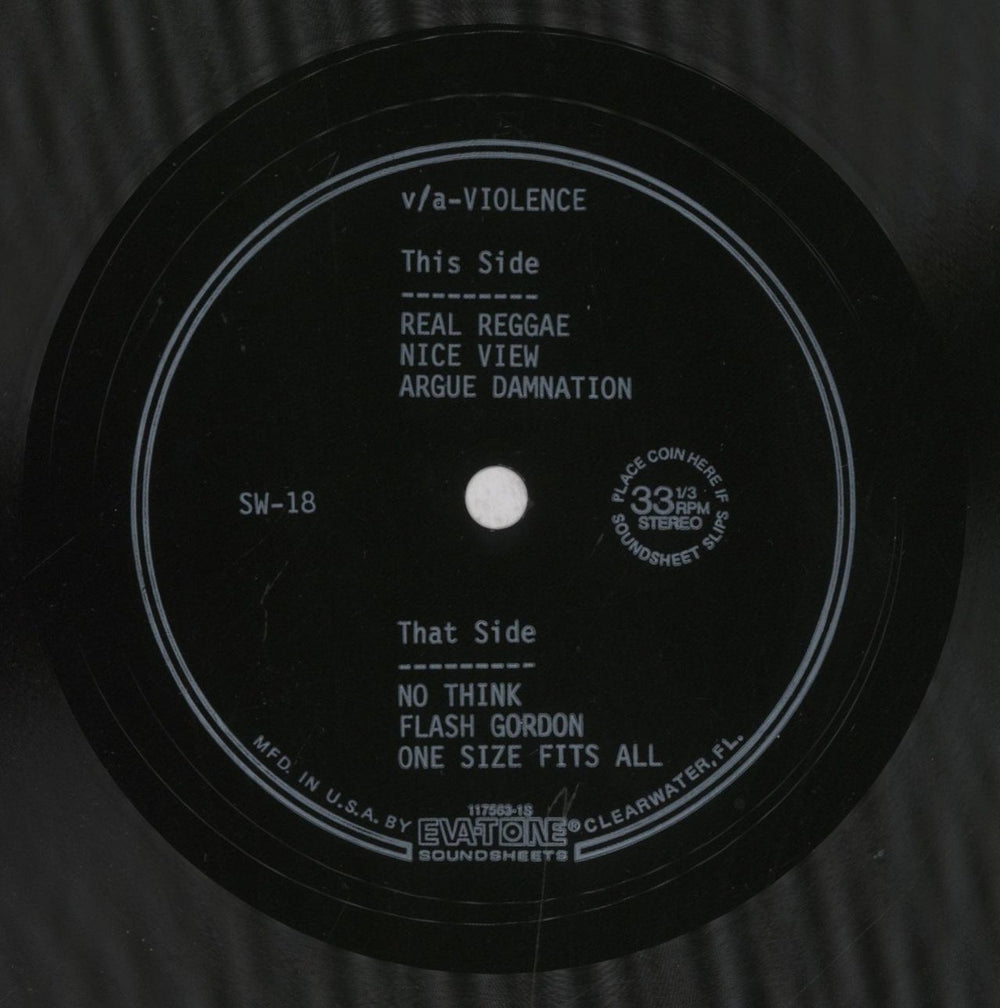 v/a-VIOLENCE
This Side
---------
REAL REGGAE
NICE VIEW
ARGUE DAMNATION
SW-18
PLACE COIN HERE IF
33 1/3
RPM
STEREO
SOUNDSHEET SLIPS
That Side
---------
NO THINK
FLASH GORDON
ONE SIZE FITS ALL
117563-1S
MFD. IN U.S.A. BY EVA-TONE® CLEARWATER, FL.
SOUNDSHEETS